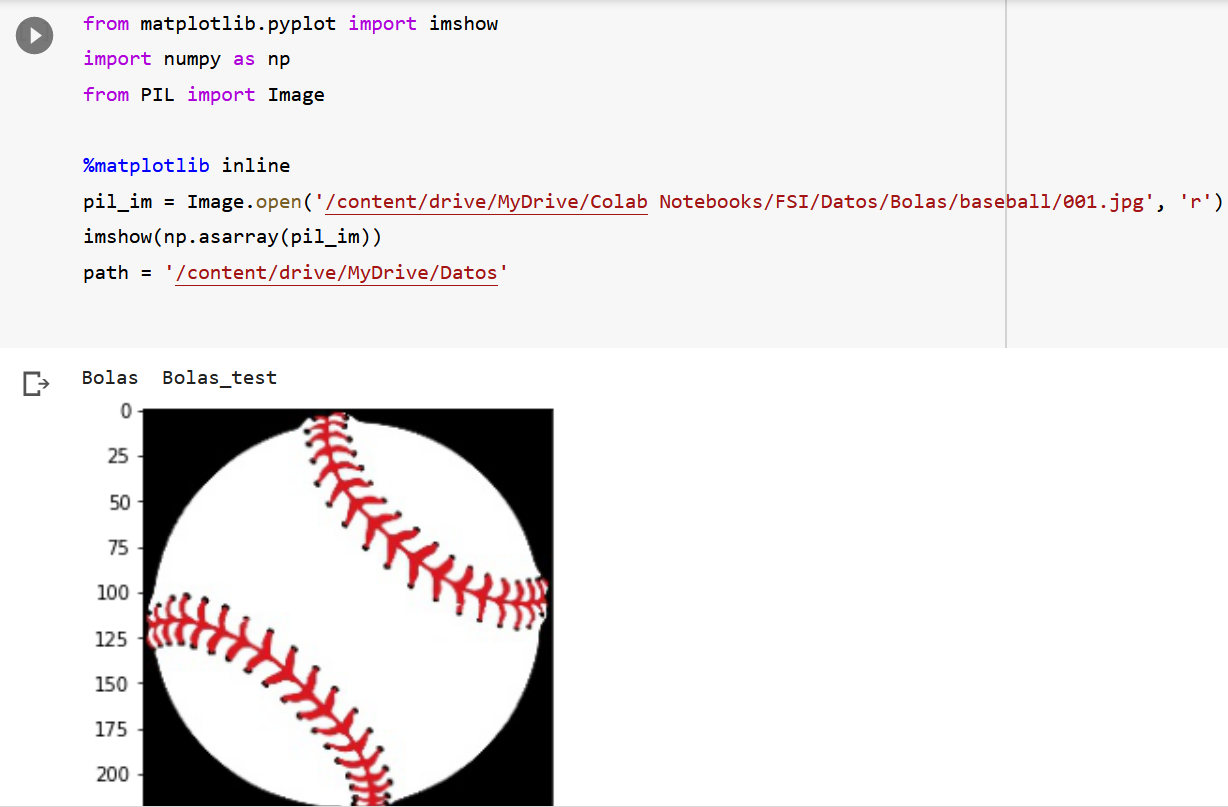 from matplotlib.pyplot import imshow
import numpy as np
from PIL import Image
%matplotlib inline
pil_im = Image.open('/content/drive/MyDrive/Colab Notebooks/FSI/Datos/Bolas/baseball/001.jpg', 'r')
imshow(np.asarray(pil_im))
path = '/content/drive/MyDrive/Datos'
Bolas  Bolas_test
0
25
50
75
100
125
150
175
200